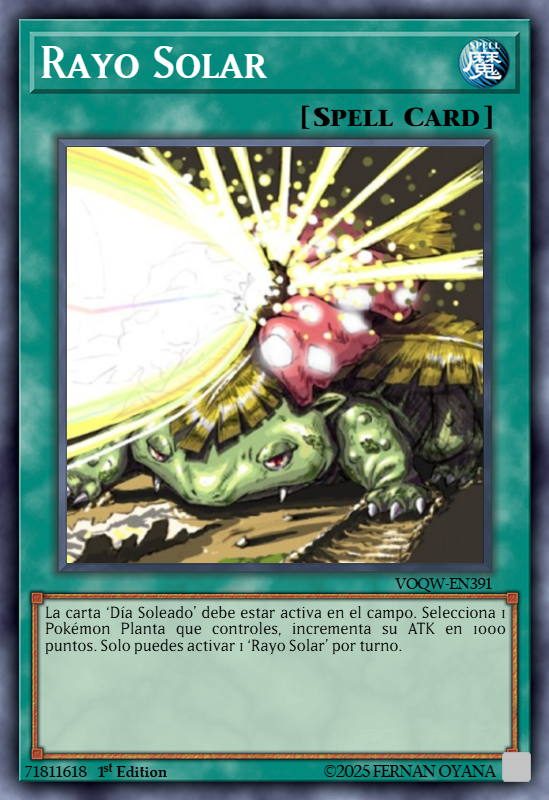 Rayo Solar
SPELL
魔
[Spell Card]
VOQW-EN391
La carta ‘Día Soleado’ debe estar activa en el campo. Selecciona 1
Pokémon Planta que controles, incrementa su ATK en 1000
puntos. Solo puedes activar 1 ‘Rayo Solar’ por turno.
71811618 1st Edition ©2025 FERNAN OYANA